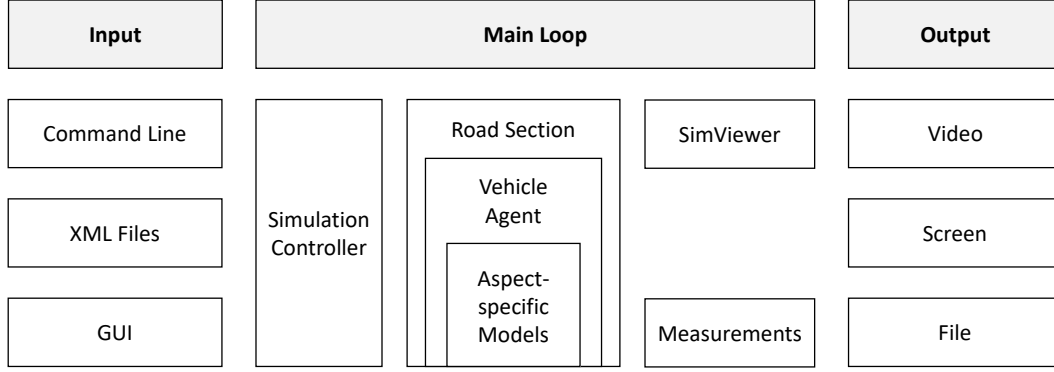 Input
Main Loop
Output
Command Line
XML Files
GUI
Simulation
Controller
Road Section
Vehicle
Agent
Aspect-
specific
Models
SimViewer
Measurements
Video
Screen
File